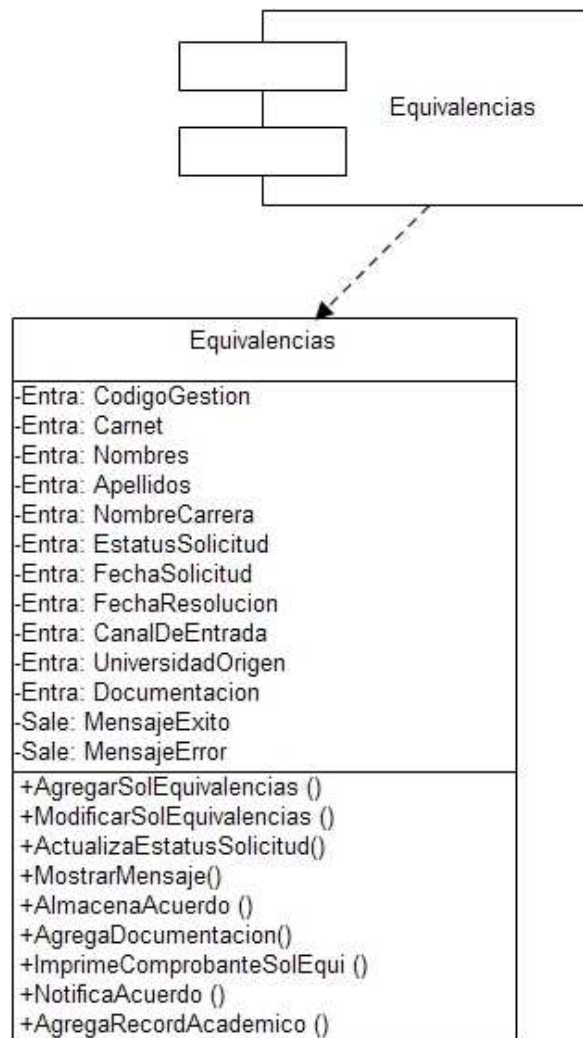 Equivalencias
Equivalencias
-Entra: CodigoGestion
-Entra: Carnet
-Entra: Nombres
-Entra: Apellidos
-Entra: NombreCarrera
-Entra: EstatusSolicitud
-Entra: FechaSolicitud
-Entra: FechaResolucion
-Entra: CanalDeEntrada
-Entra: UniversidadOrigen
-Entra: Documentacion
-Sale: MensajeExito
-Sale: MensajeError
+AgregarSolEquivalencias ()
+ModificarSolEquivalencias ()
+ActualizaEstatusSolicitud()
+MostrarMensaje()
+AlmacenaAcuerdo ()
+AgregaDocumentacion()
+ImprimeComprobanteSolEqui ()
+NotificaAcuerdo ()
+AgregaRecordAcademico ()